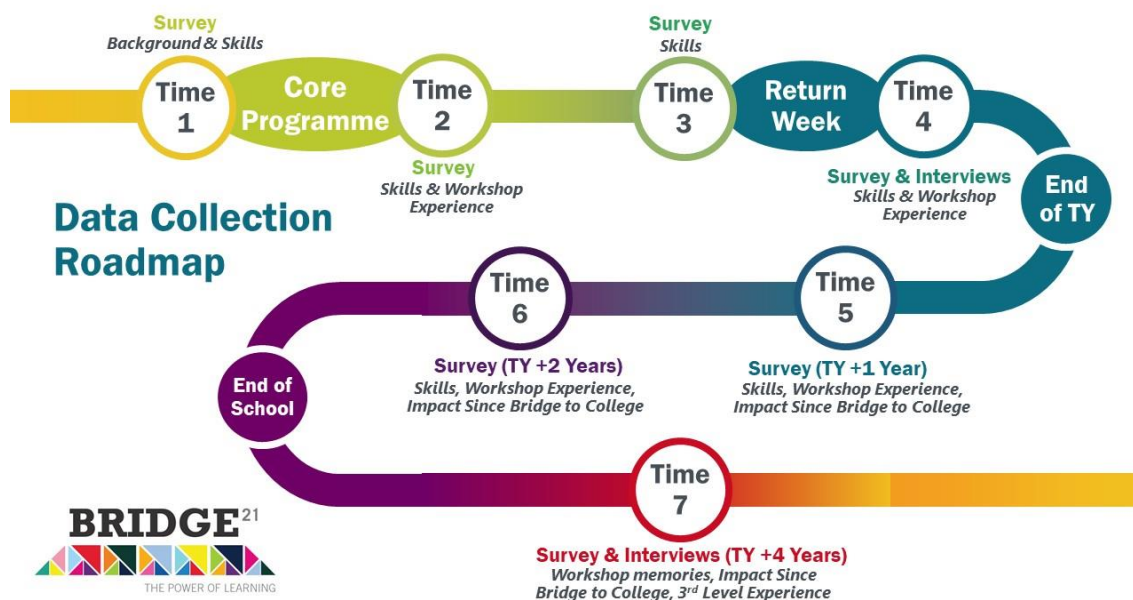 Survey
Background & Skills
Time
1
Core
Programme
Time
2
Survey
Skills & Workshop
Experience
Survey
Skills
Time
3
Return
Week
Time
4
Survey & Interviews
Skills & Workshop
Experience
End
of TY
Data Collection
Roadmap
Time
5
Survey (TY +1 Year)
Skills, Workshop Experience,
Impact Since Bridge to College
Time
6
Survey (TY +2 Years)
Skills, Workshop Experience,
Impact Since Bridge to College
End of
School
Time
7
Survey & Interviews (TY +4 Years)
Workshop memories, Impact Since
Bridge to College, 3rd Level Experience
BRIDGE21
THE POWER OF LEARNING